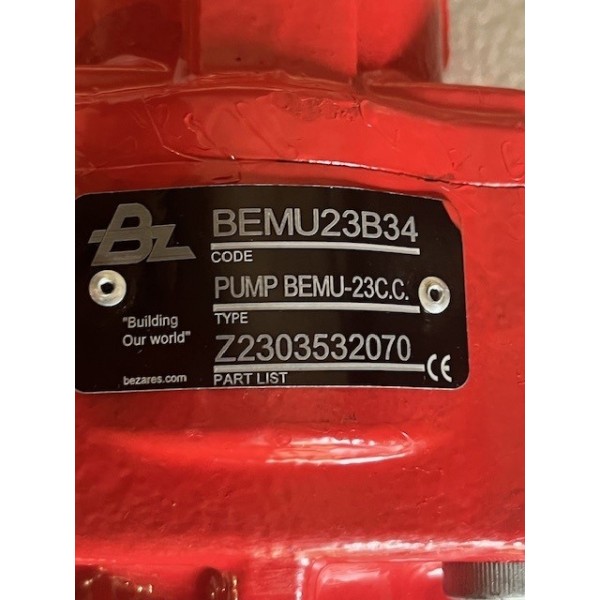 BZ
BEMU23B34
CODE
PUMP BEMU-23C.C.
TYPE
"Building
Our world"
Z2303532070
bezares.com
PART LIST
CE